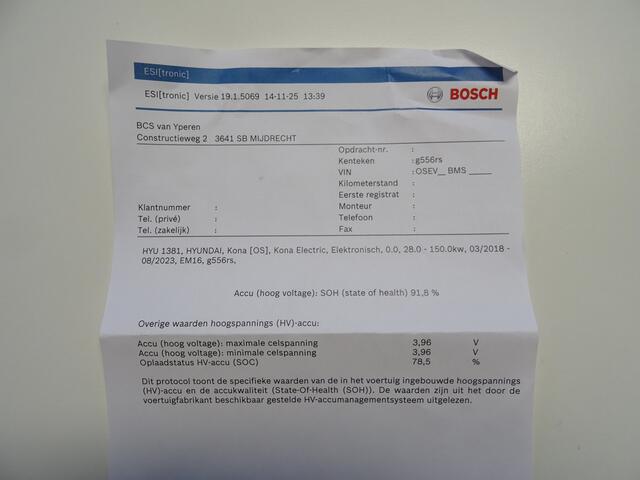 ESI[tronic]
ESI[tronic] Versie 19.1.5069 14-11-25 13:39
BOSCH
BCS van Yperen
Constructieweg 2 3641 SB MIJDRECHT
Opdracht-nr. :
Kenteken : g556rs
VIN : OSEV__ BMS _____
Kilometerstand :
Eerste registrat :
Klantnummer : Monteur :
Tel. (privé) : Telefoon :
Tel. (zakelijk) : Fax :
HYU 1381, HYUNDAI, Kona [OS], Kona Electric, Elektronisch, 0.0, 28.0 - 150.0kw, 03/2018 -
08/2023, EM16, g556rs,
Accu (hoog voltage): SOH (state of health) 91,8 %
Overige waarden hoogspannings (HV)-accu:
Accu (hoog voltage): maximale celspanning 3,96 V
Accu (hoog voltage): minimale celspanning 3,96 V
Oplaadstatus HV-accu (SOC) 78,5 %
Dit protocol toont de specifieke waarden van de in het voertuig ingebouwde hoogspannings
(HV)-accu en de accukwaliteit (State-Of-Health (SOH)). De waarden zijn uit het door de
voertuigfabrikant beschikbaar gestelde HV-accumanagementsysteem uitgelezen.